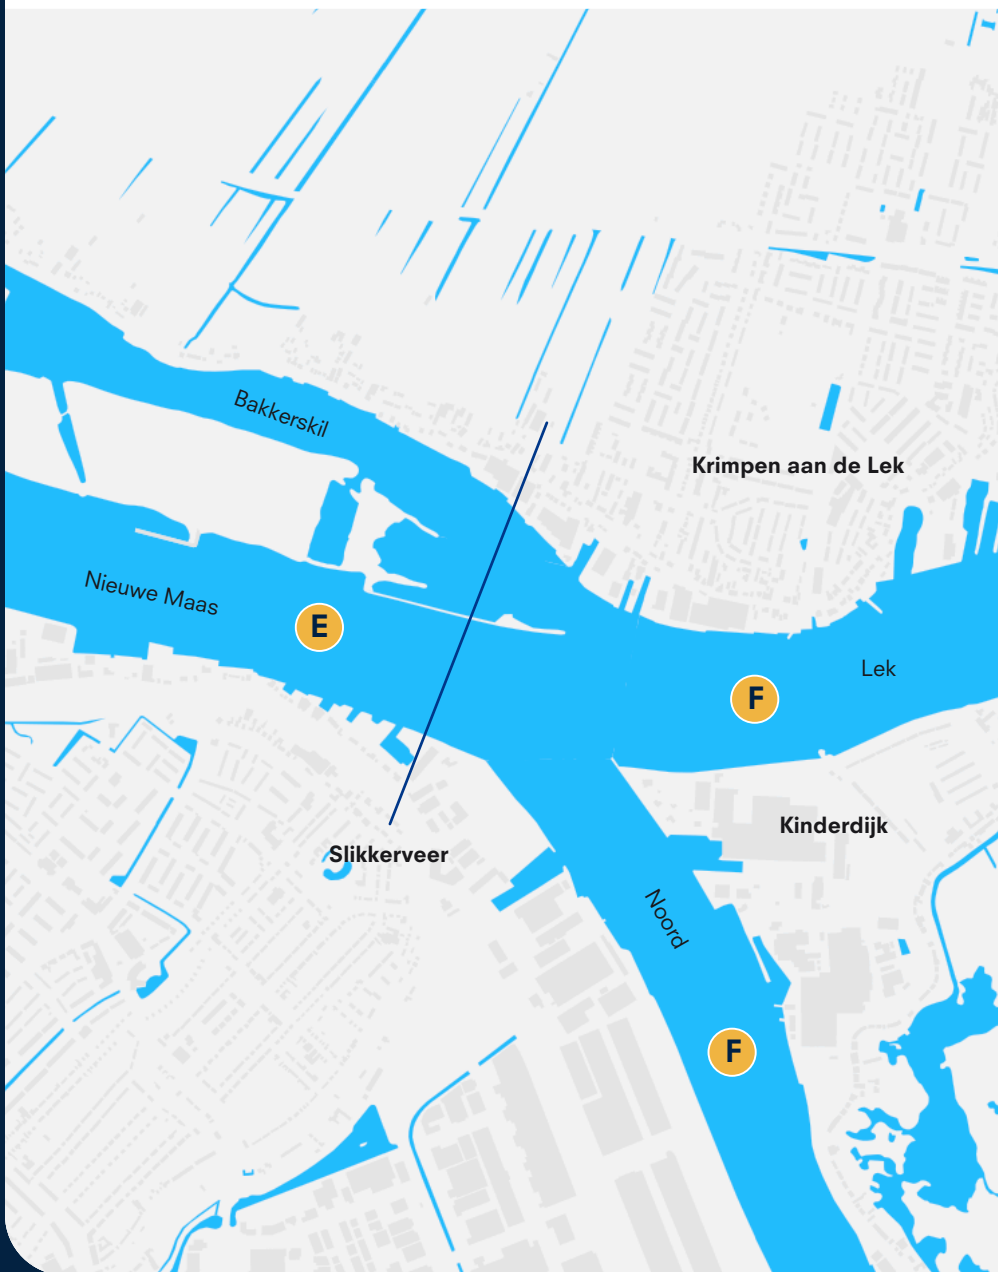 Bakkerskil
Krimpen aan de Lek
Nieuwe Maas
E
Lek
F
Kinderdijk
Slikkerveer
Noord
F